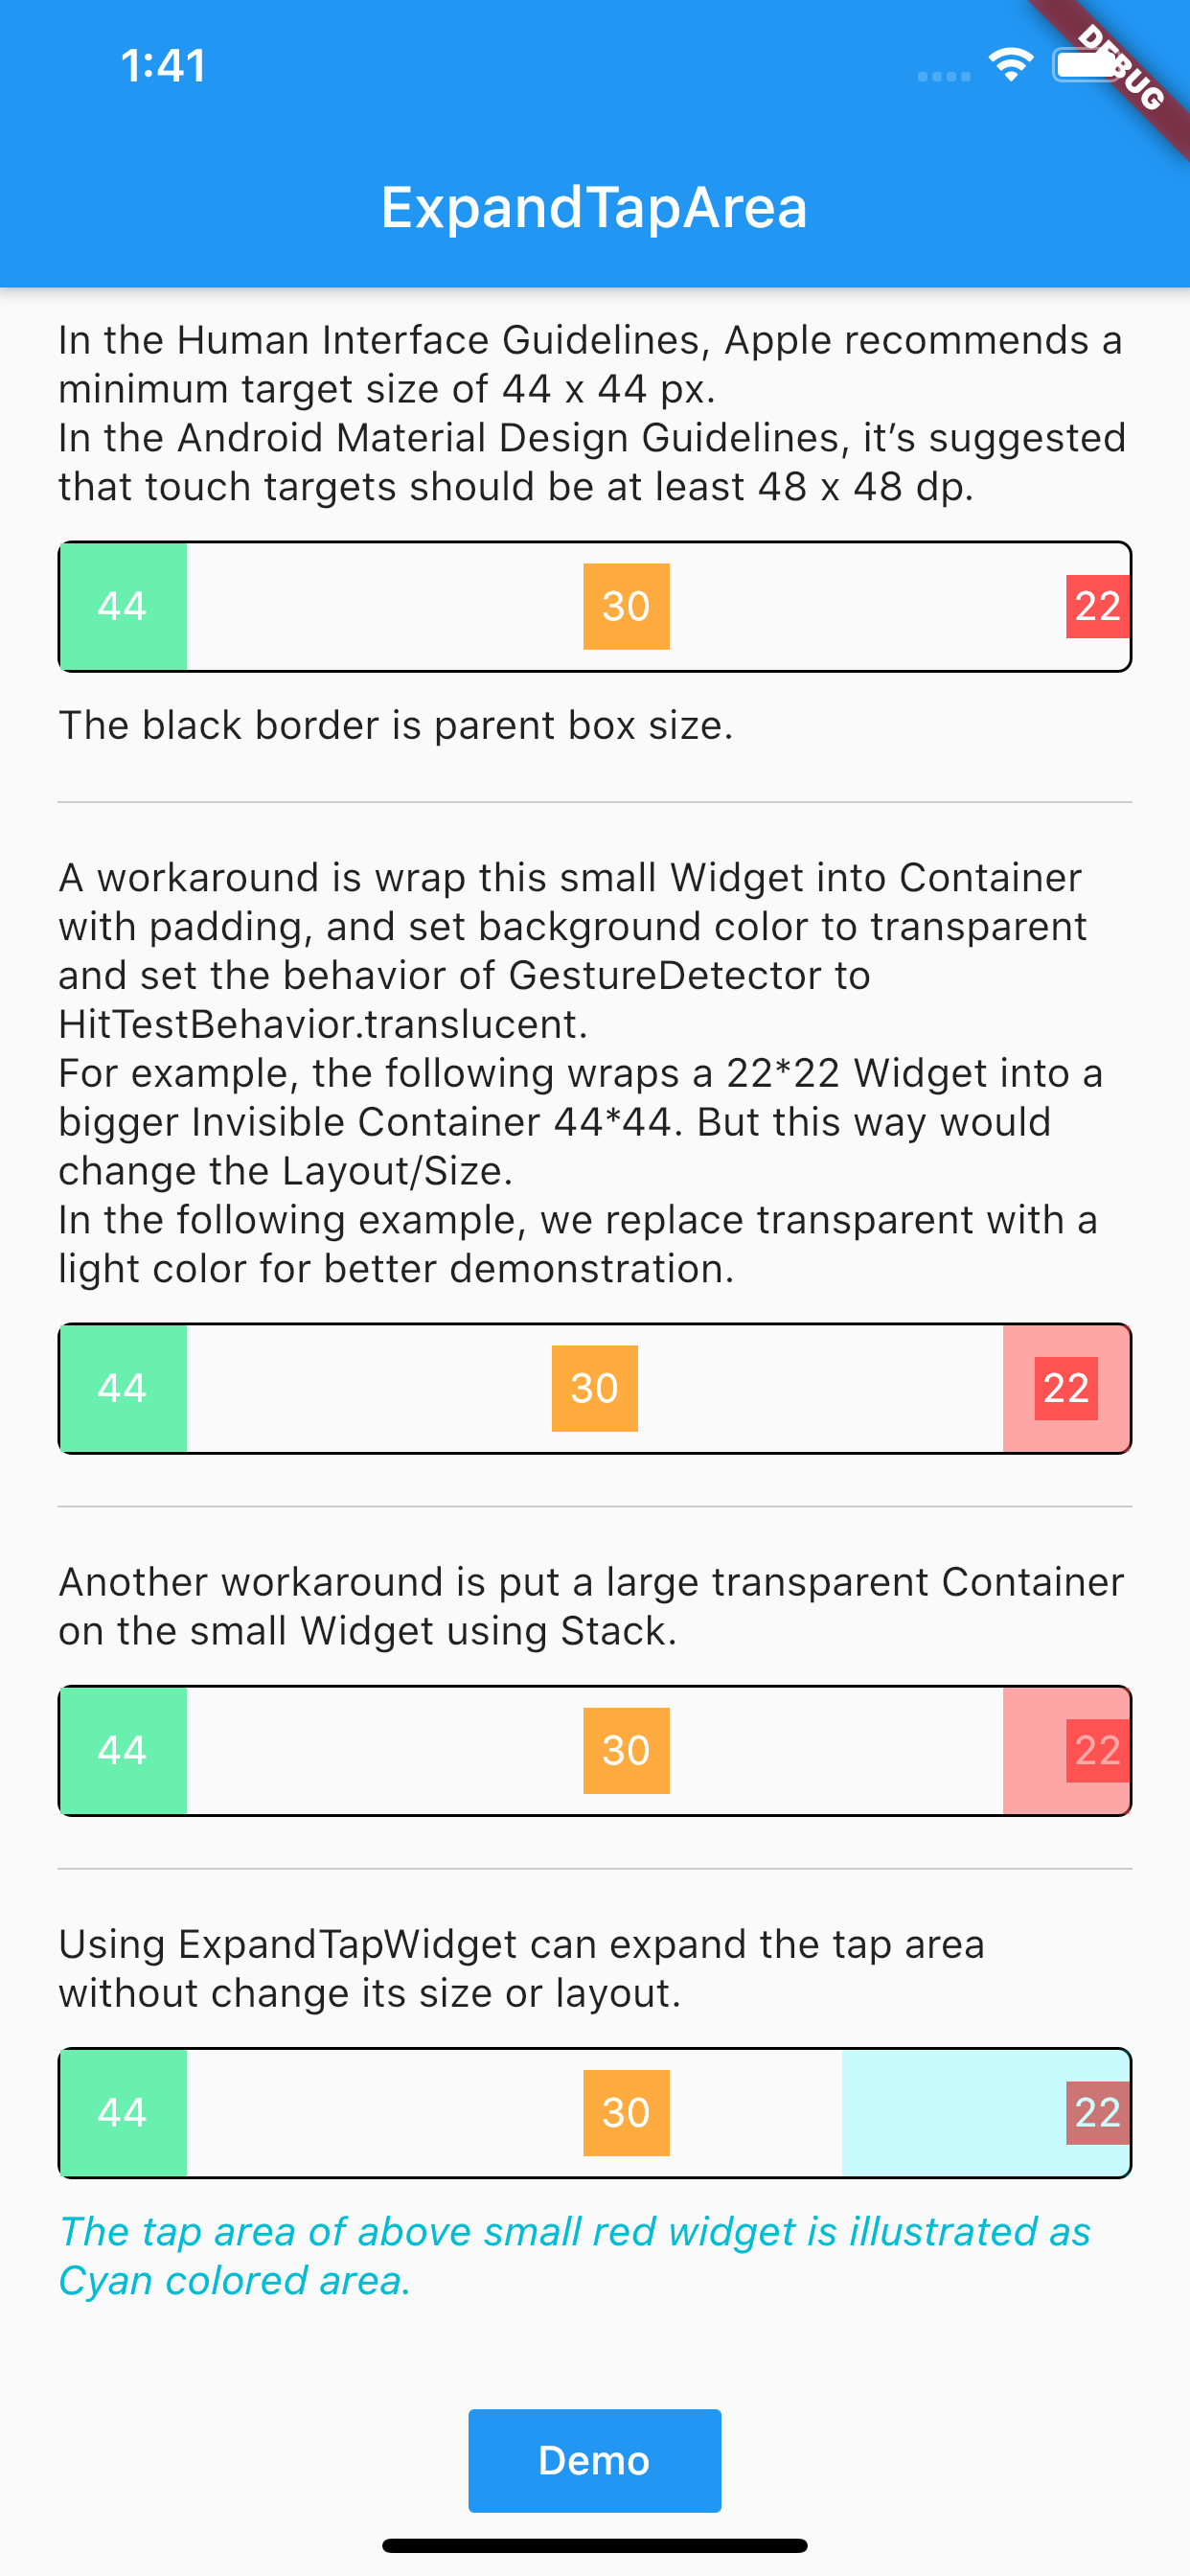 1:41
DEBUG
ExpandTapArea
In the Human Interface Guidelines, Apple recommends a
minimum target size of 44 x 44 px.
In the Android Material Design Guidelines, it’s suggested
that touch targets should be at least 48 x 48 dp.
44 30 22
The black border is parent box size.
A workaround is wrap this small Widget into Container
with padding, and set background color to transparent
and set the behavior of GestureDetector to
HitTestBehavior.translucent.
For example, the following wraps a 22*22 Widget into a
bigger Invisible Container 44*44. But this way would
change the Layout/Size.
In the following example, we replace transparent with a
light color for better demonstration.
44 30 22
Another workaround is put a large transparent Container
on the small Widget using Stack.
44 30 22
Using ExpandTapWidget can expand the tap area
without change its size or layout.
44 30 22
The tap area of above small red widget is illustrated as
Cyan colored area.
Demo